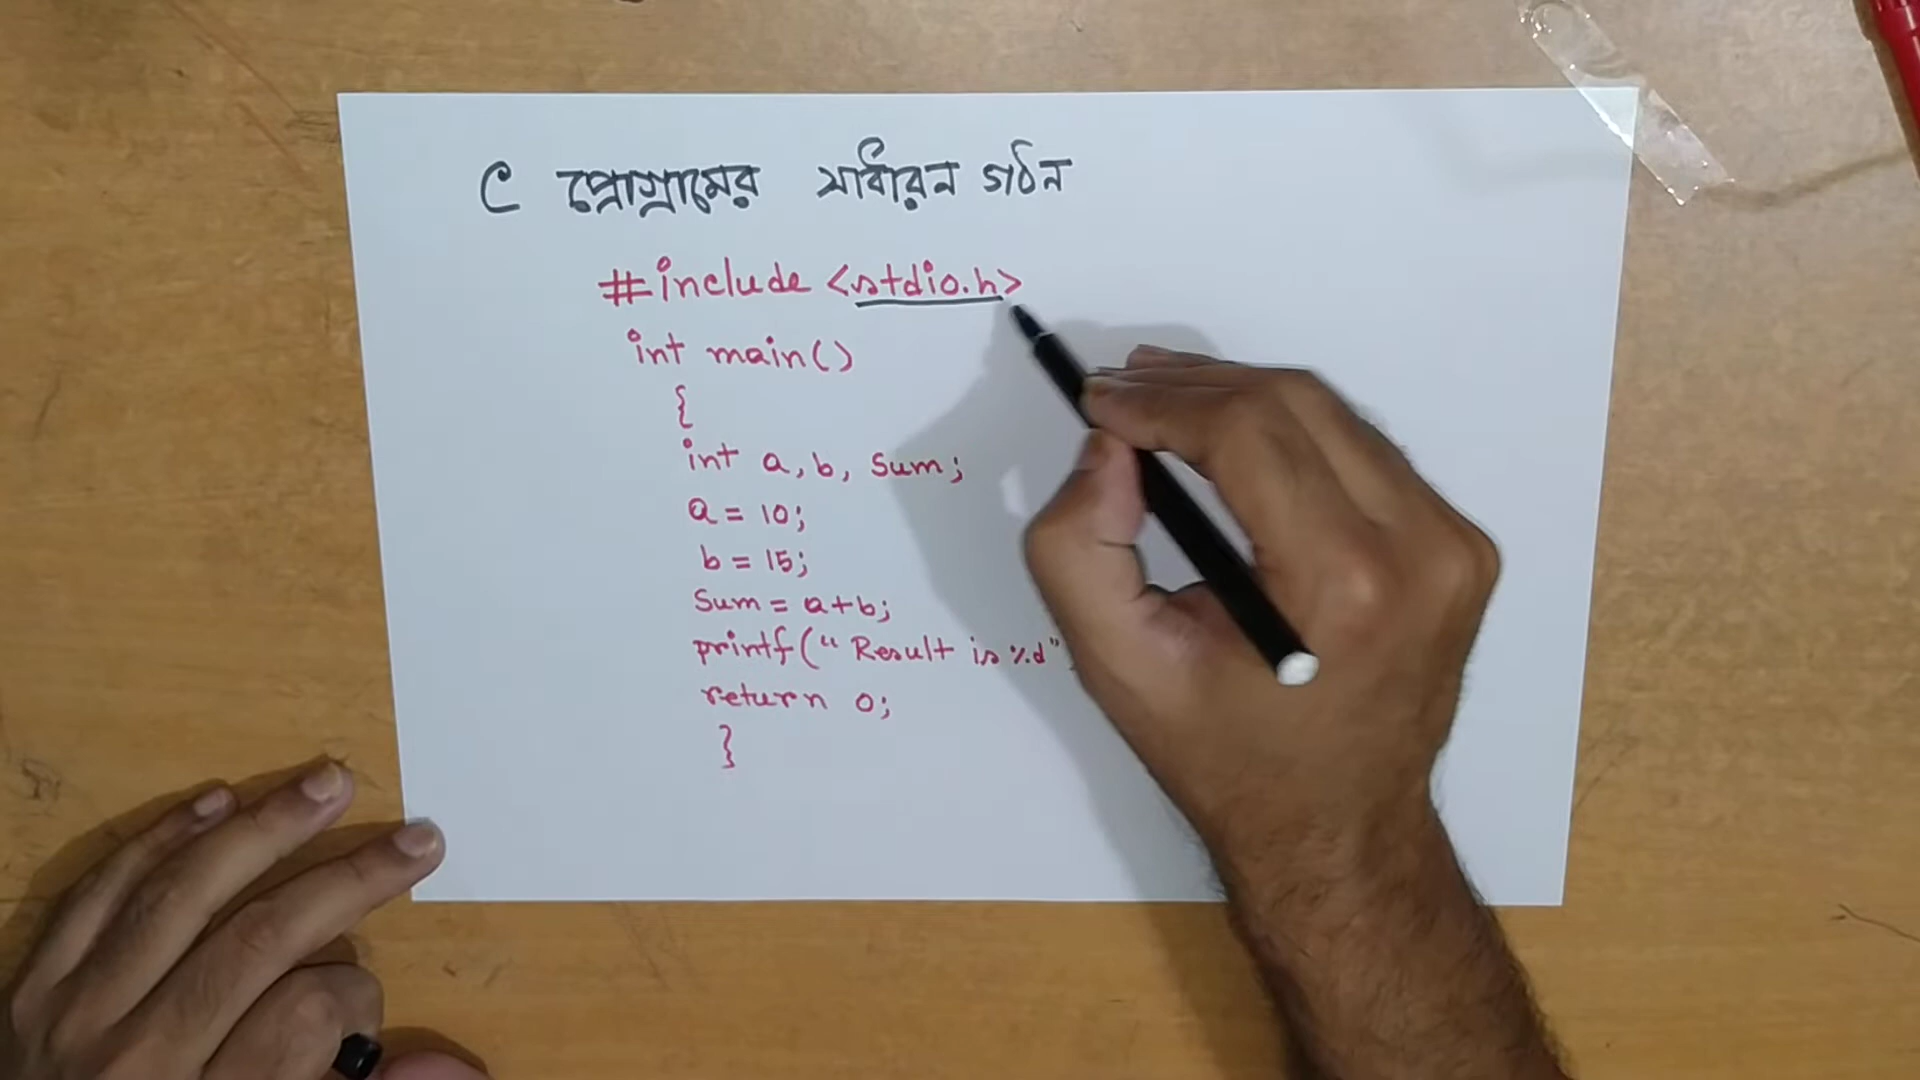 C প্রোগ্রামের সাধারন গঠন
#include <stdio.h>
int main()
{
int a, b, sum;
a = 10;
b = 15;
Sum = a+b;
printf(“ Result is %d”
return 0;
}